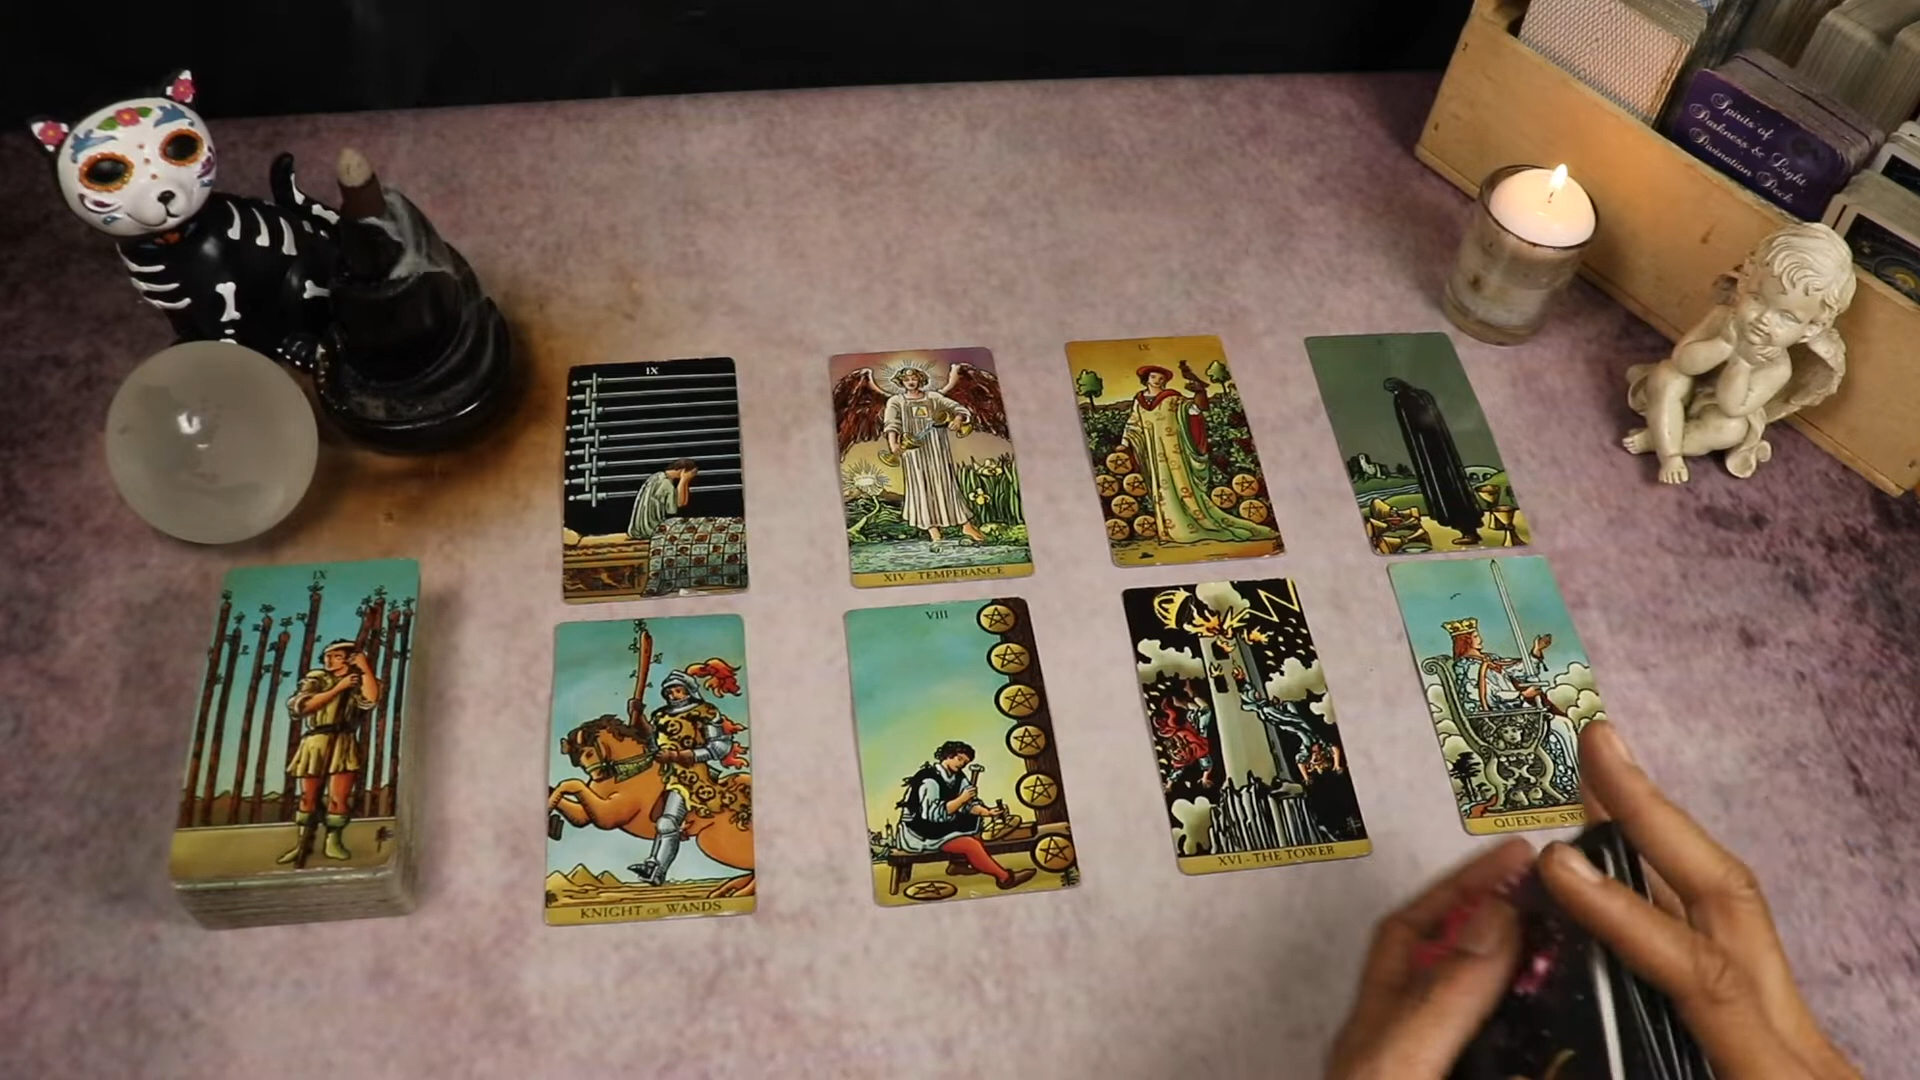 Spirits of
Darkness & Light
Divination
Deck
IX
XIV - TEMPERANCE
IX
IX
KNIGHT OF WANDS
VIII
XVI - THE TOWER
QUEEN OF SWO